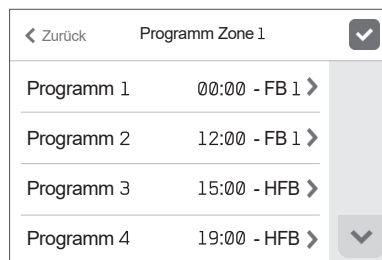 Zurück Programm Zone 1
Programm 1 00:00 - FB 1
Programm 2 12:00 - FB 1
Programm 3 15:00 - HFB
Programm 4 19:00 - HFB